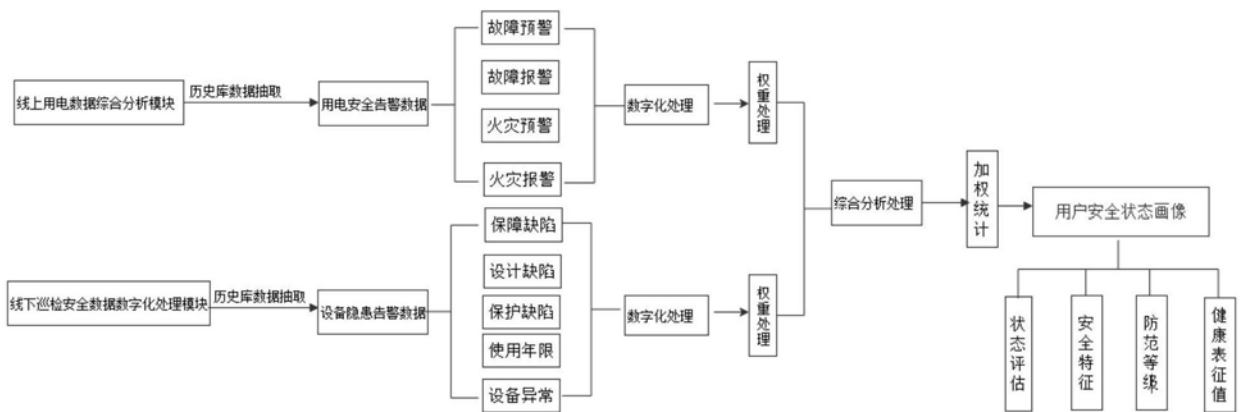 线上用电数据综合分析模块
历史库数据抽取
用电安全告警数据
故障预警
故障报警
火灾预警
火灾报警
数字化处理
权重处理
线下巡检安全数据数字化处理模块
历史库数据抽取
设备隐患告警数据
保障缺陷
设计缺陷
保护缺陷
使用年限
设备异常
数字化处理
权重处理
综合分析处理
加权统计
用户安全状态画像
状态评估
安全特征
防范等级
健康表征值